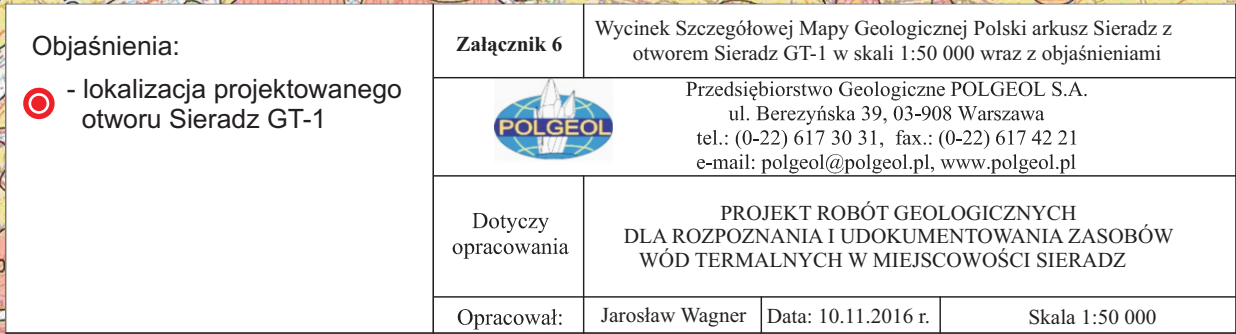 Objaśnienia:
- lokalizacja projektowanego
otworu Sieradz GT-1
Załącznik 6
Wycinek Szczegółowej Mapy Geologicznej Polski arkusz Sieradz z
otworem Sieradz GT-1 w skali 1:50 000 wraz z objaśnieniami
POLGEOL
Przedsiębiorstwo Geologiczne POLGEOL S.A.
ul. Berezyńska 39, 03-908 Warszawa
tel.: (0-22) 617 30 31, fax.: (0-22) 617 42 21
e-mail: polgeol@polgeol.pl, www.polgeol.pl
Dotyczy
opracowania
PROJEKT ROBÓT GEOLOGICZNYCH
DLA ROZPOZNANIA I UDOKUMENTOWANIA ZASOBÓW
WÓD TERMALNYCH W MIEJSCOWOŚCI SIERADZ
Opracował:
Jarosław Wagner
Data: 10.11.2016 r.
Skala 1:50 000